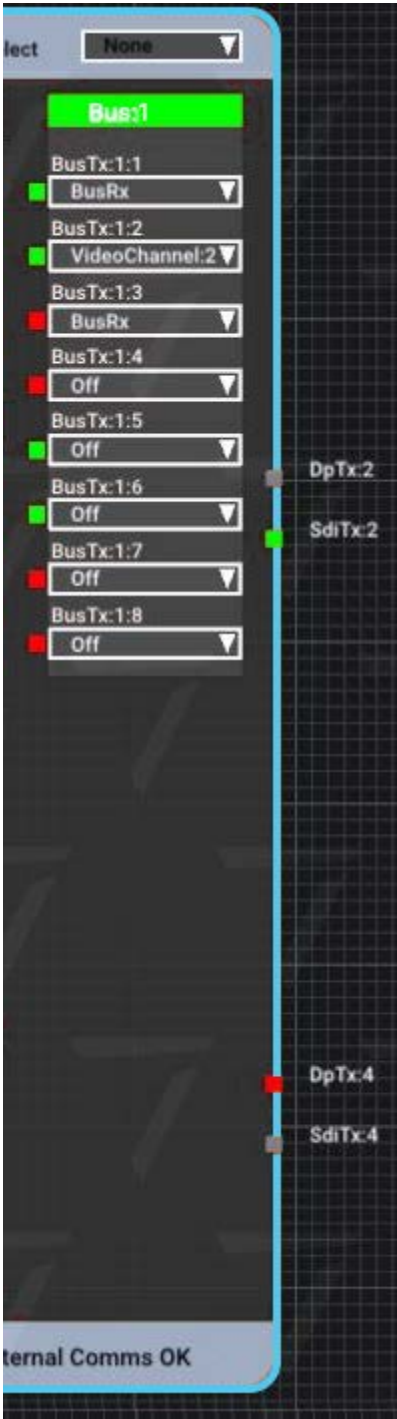 lect None
Bus:1
BusTx:1:1
BusRx
BusTx:1:2
VideoChannel:2
BusTx:1:3
BusRx
BusTx:1:4
Off
BusTx:1:5
Off
DpTx:2
BusTx:1:6
Off
SdiTx:2
BusTx:1:7
Off
BusTx:1:8
Off
DpTx:4
SdiTx:4
ternal Comms OK